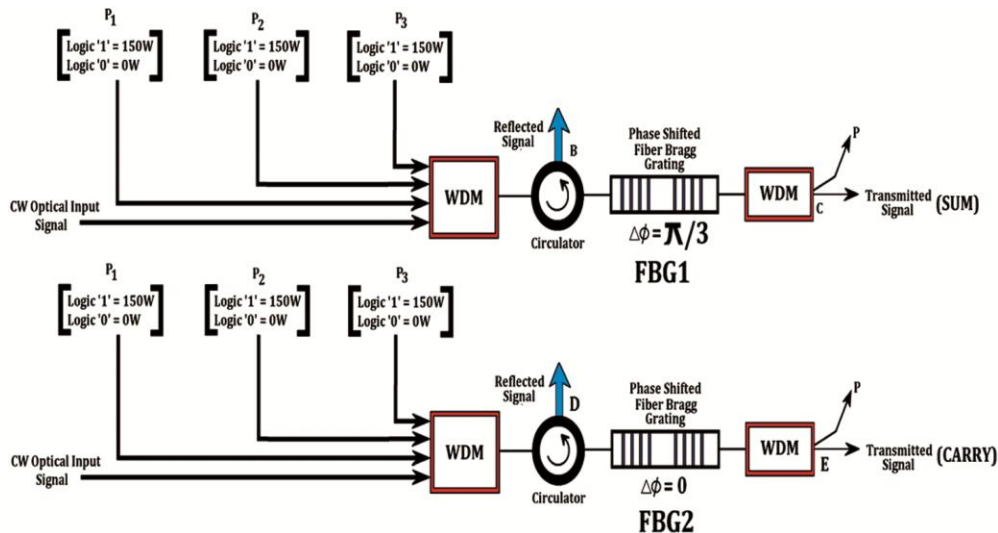 P1
P2
P3
Logic '1' = 150W
Logic '0' = 0W
Logic '1' = 150W
Logic '0' = 0W
Logic '1' = 150W
Logic '0' = 0W
Reflected
Signal
B
Phase Shifted
Fiber Bragg
Grating
P
WDM
WDM
C
Transmitted
Signal (SUM)
CW Optical Input
Signal
Circulator
Δϕ = π/3
FBG1
P1
P2
P3
Logic '1' = 150W
Logic '0' = 0W
Logic '1' = 150W
Logic '0' = 0W
Logic '1' = 150W
Logic '0' = 0W
Reflected
Signal
D
Phase Shifted
Fiber Bragg
Grating
P
WDM
WDM
E
Transmitted
Signal (CARRY)
CW Optical Input
Signal
Circulator
Δϕ = 0
FBG2